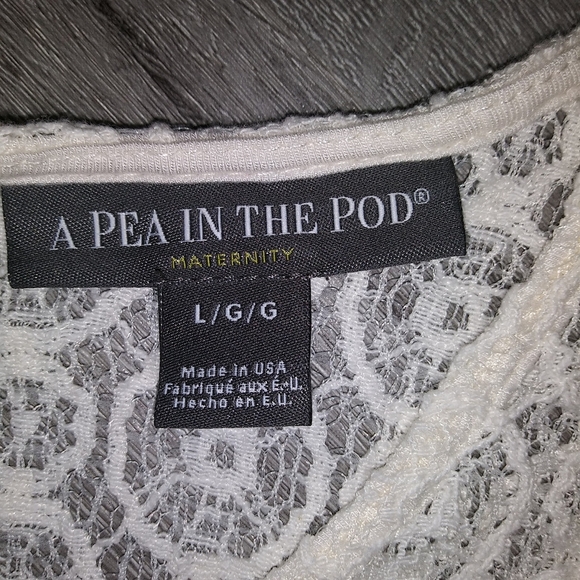 A PEA IN THE POD®
MATERNITY
L/G/G
Made in USA
Fabriqué aux É.-U.
Hecho en E.U.